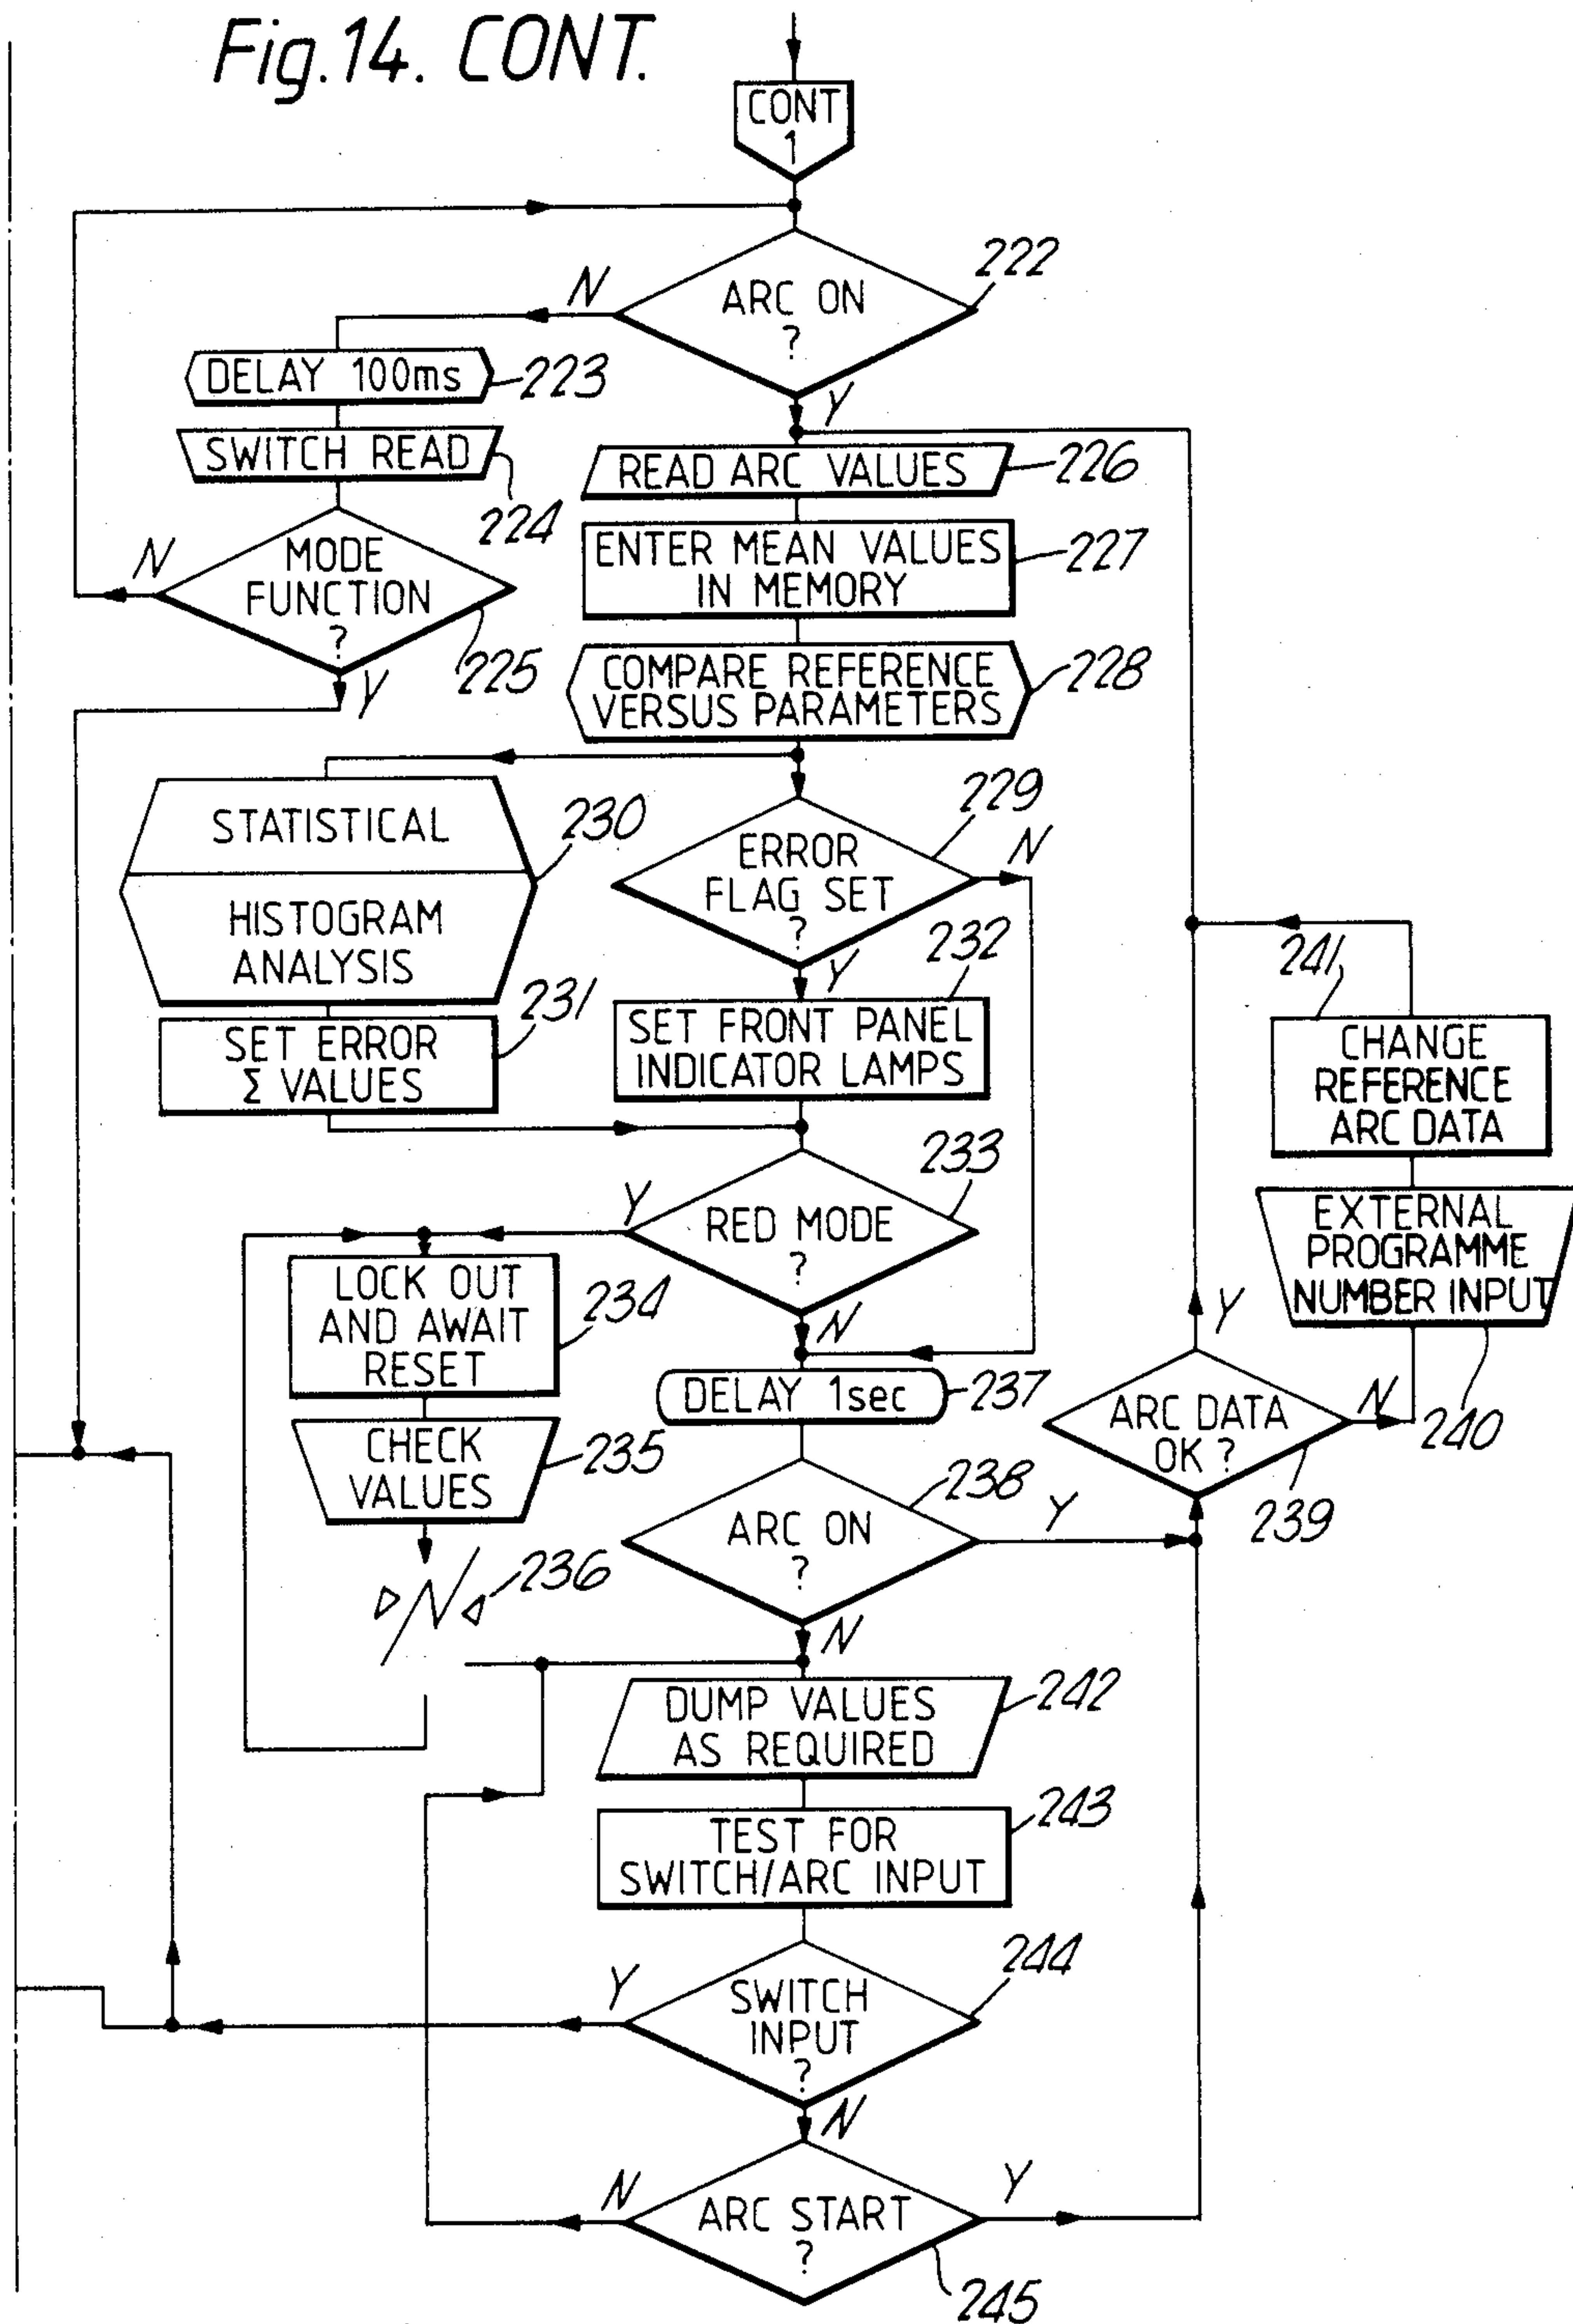 Fig.14. CONT.
CONT
1
ARC ON
?
222
N
Y
DELAY 100ms
223
SWITCH READ
224
READ ARC VALUES
226
MODE
FUNCTION
?
225
N
Y
ENTER MEAN VALUES
IN MEMORY
227
COMPARE REFERENCE
VERSUS PARAMETERS
228
STATISTICAL
HISTOGRAM
ANALYSIS
230
ERROR
FLAG SET
?
229
N
Y
SET ERROR
Σ VALUES
231
SET FRONT PANEL
INDICATOR LAMPS
232
241
CHANGE
REFERENCE
ARC DATA
RED MODE
?
233
Y
N
EXTERNAL
PROGRAMME
NUMBER INPUT
240
LOCK OUT
AND AWAIT
RESET
234
DELAY 1sec
237
ARC DATA
OK ?
239
Y
N
CHECK
VALUES
235
ARC ON
?
238
Y
N
236
N
DUMP VALUES
AS REQUIRED
242
TEST FOR
SWITCH/ARC INPUT
243
SWITCH
INPUT
?
244
Y
N
ARC START
?
245
N
Y